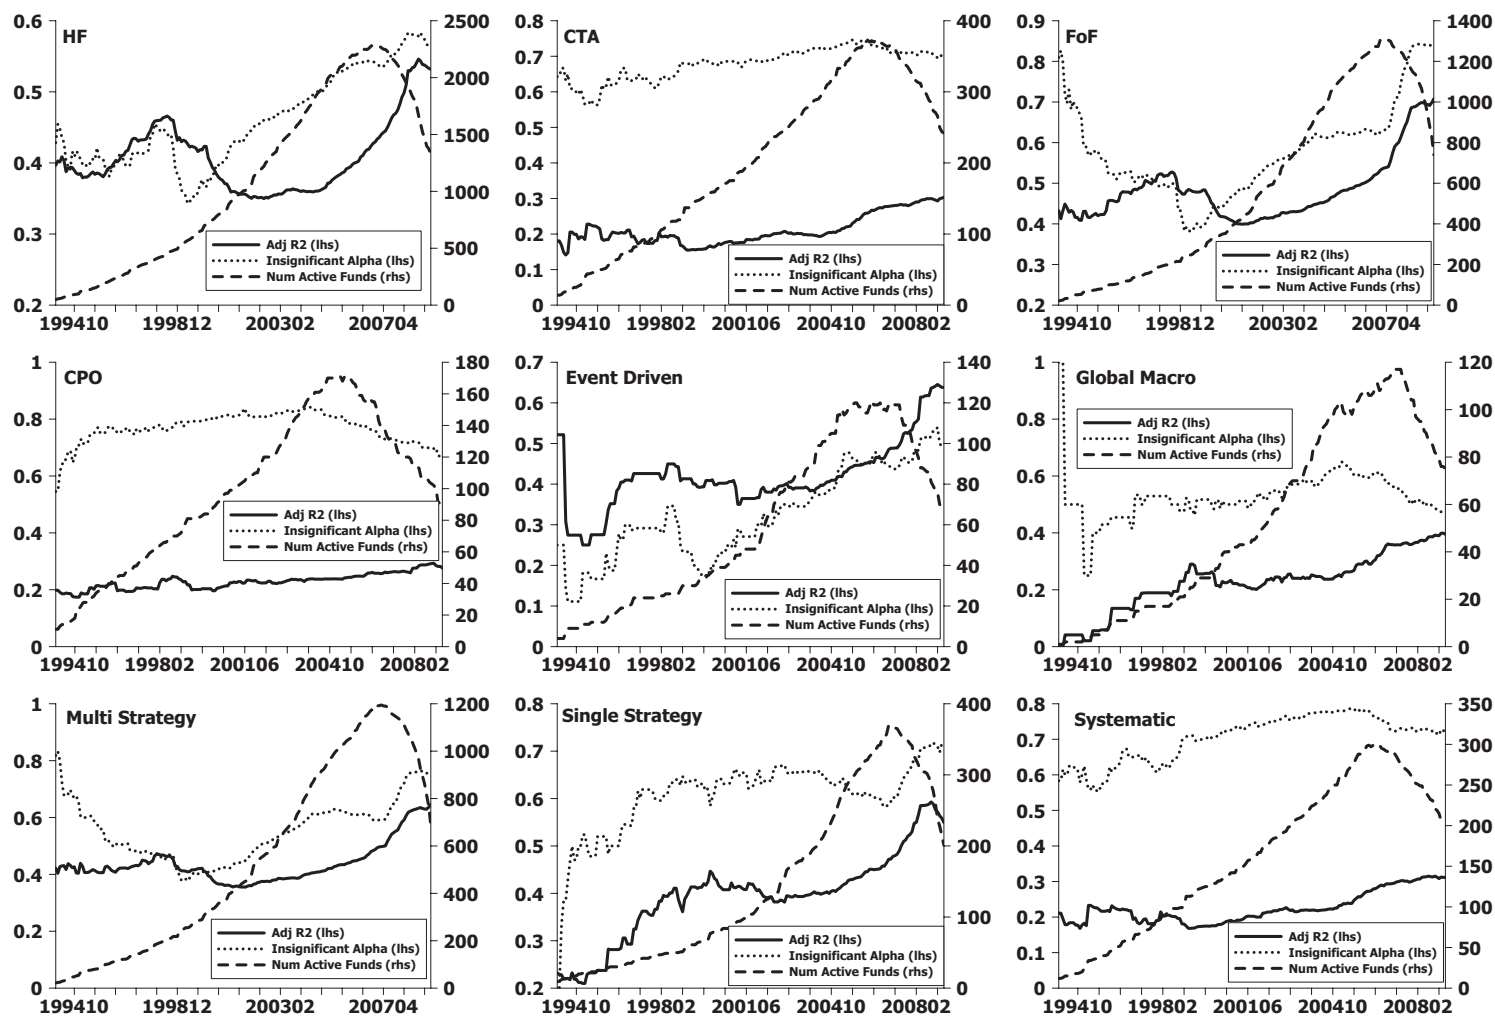 HF
0.6
0.5
0.4
0.3
0.2
2500
2000
1500
1000
500
0
Adj R2 (lhs)
Insignificant Alpha (lhs)
Num Active Funds (rhs)
199410 199812 200302 200704
CTA
0.8
0.7
0.6
0.5
0.4
0.3
0.2
0.1
0
400
300
200
100
0
Adj R2 (lhs)
Insignificant Alpha (lhs)
Num Active Funds (rhs)
199410 199802 200106 200410 200802
FoF
0.9
0.8
0.7
0.6
0.5
0.4
0.3
0.2
1400
1200
1000
800
600
400
200
0
Adj R2 (lhs)
Insignificant Alpha (lhs)
Num Active Funds (rhs)
199410 199812 200302 200704
CPO
1
0.8
0.6
0.4
0.2
0
180
160
140
120
100
80
60
40
20
0
Adj R2 (lhs)
Insignificant Alpha (lhs)
Num Active Funds (rhs)
199410 199802 200106 200410 200802
Event Driven
0.7
0.6
0.5
0.4
0.3
0.2
0.1
0
140
120
100
80
60
40
20
0
Adj R2 (lhs)
Insignificant Alpha (lhs)
Num Active Funds (rhs)
199410 199802 200106 200410 200802
Global Macro
1
0.8
0.6
0.4
0.2
0
120
100
80
60
40
20
0
Adj R2 (lhs)
Insignificant Alpha (lhs)
Num Active Funds (rhs)
199410 199802 200106 200410 200802
Multi Strategy
1
0.8
0.6
0.4
0.2
0
1200
1000
800
600
400
200
0
Adj R2 (lhs)
Insignificant Alpha (lhs)
Num Active Funds (rhs)
199410 199812 200302 200704
Single Strategy
0.8
0.7
0.6
0.5
0.4
0.3
0.2
400
300
200
100
0
Adj R2 (lhs)
Insignificant Alpha (lhs)
Num Active Funds (rhs)
199410 199802 200106 200410 200802
Systematic
0.8
0.7
0.6
0.5
0.4
0.3
0.2
0.1
0
350
300
250
200
150
100
50
0
Adj R2 (lhs)
Insignificant Alpha (lhs)
Num Active Funds (rhs)
199410 199802 200106 200410 200802